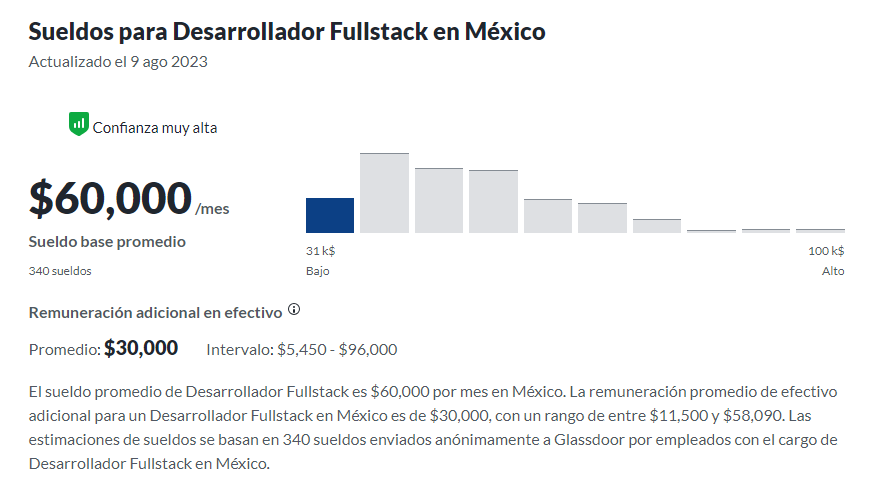 Sueldos para Desarrollador Fullstack en México
Actualizado el 9 ago 2023
Confianza muy alta
$60,000 /mes
Sueldo base promedio
340 sueldos
31 k$
Bajo
100 k$
Alto
Remuneración adicional en efectivo
Promedio: $30,000 Intervalo: $5,450 - $96,000
El sueldo promedio de Desarrollador Fullstack es $60,000 por mes en México. La remuneración promedio de efectivo
adicional para un Desarrollador Fullstack en México es de $30,000, con un rango de entre $11,500 y $58,090. Las
estimaciones de sueldos se basan en 340 sueldos enviados anónimamente a Glassdoor por empleados con el cargo de
Desarrollador Fullstack en México.